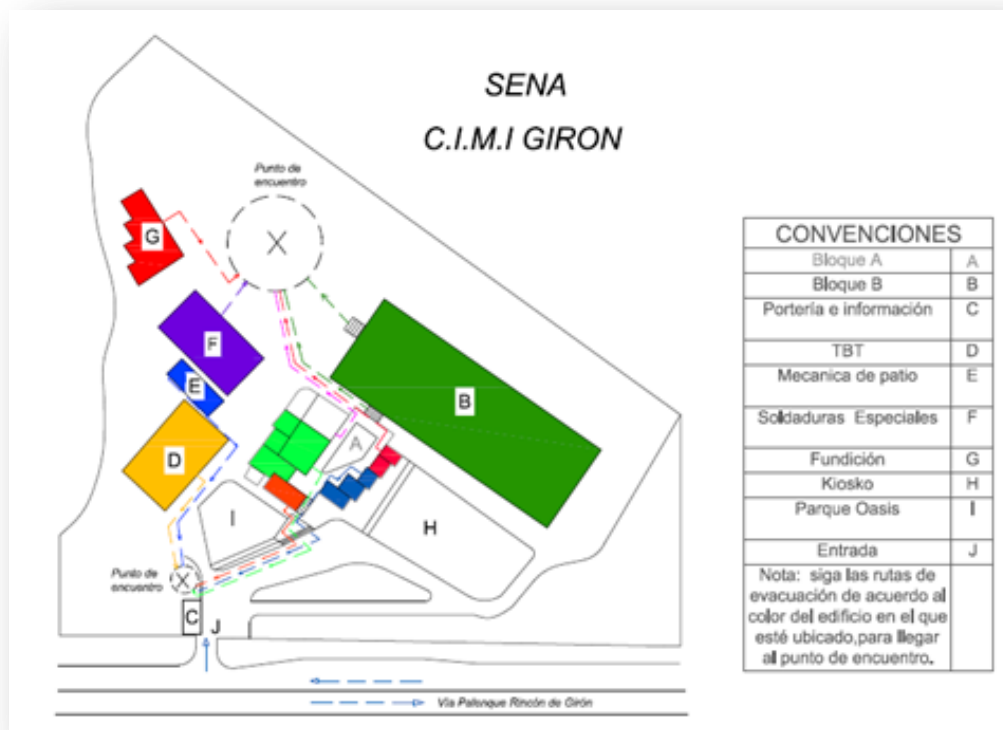 SENA
C.I.M.I GIRON
Punto de
encuentro
X
G
F
E
B
D
A
I
H
Punto de
encuentro
X
C
J
Vía Palenque Rincón de Girón
CONVENCIONES
Bloque A A
Bloque B B
Portería e información C
TBT D
Mecanica de patio E
Soldaduras Especiales F
Fundición G
Kiosko H
Parque Oasis I
Entrada J
Nota: siga las rutas de
evacuación de acuerdo al
color del edificio en el que
esté ubicado,para llegar
al punto de encuentro.